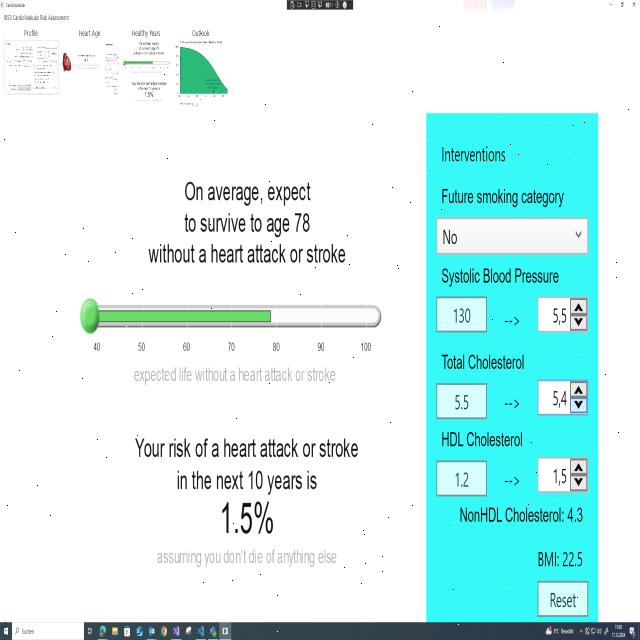 CardioVaskulär
JBS3 CardioVaskular Risk Assessment
Profile
Heart Age
Healthy Years
Outlook
1.5%
On average, expect
to survive to age 78
without a heart attack or stroke
40 50 60 70 80 90 100
expected life without a heart attack or stroke
Your risk of a heart attack or stroke
in the next 10 years is
1.5%
assuming you don't die of anything else
Interventions
Future smoking category
No
Systolic Blood Pressure
130 --> 5,5
Total Cholesterol
5.5 --> 5,4
HDL Cholesterol
1.2 --> 1,5
NonHDL Cholesterol: 4.3
BMI: 22.5
Reset
Suchen